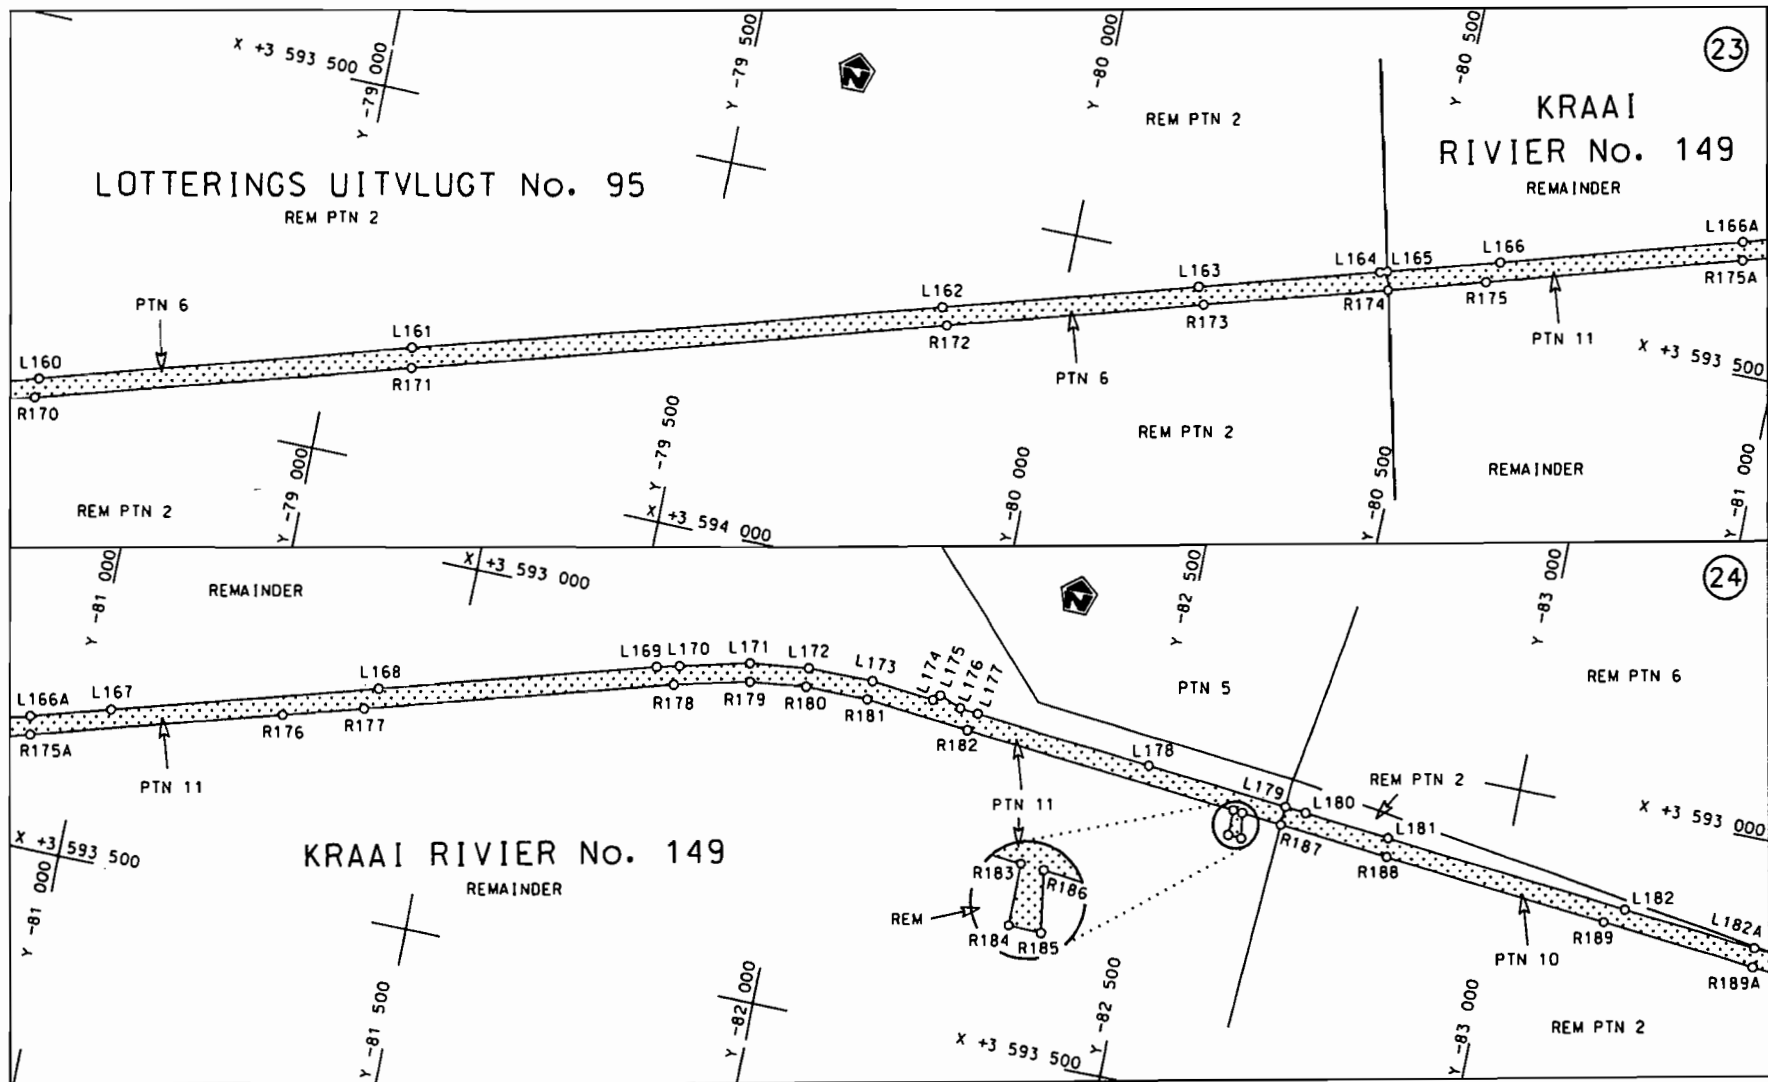 X +3 593 500
Y -79 000
Y -79 500
N
Y -80 000
Y -80 500
23
REM PTN 2
KRAAI
RIVIER No. 149
REMAINDER
LOTTERINGS UITVLUGT No. 95
REM PTN 2
L166A
L166
L165
L164
L163
L162
L161
L160
PTN 6
R175A
R175
R174
R173
R172
R171
R170
PTN 11
PTN 6
X +3 593 500
REM PTN 2
REMAINDER
REM PTN 2
Y -79 000
Y -79 500
X +3 594 000
Y -80 000
Y -80 500
Y -81 000
Y -81 000
REMAINDER
X +3 593 000
N
Y -82 500
Y -83 000
24
L166A
L167
L168
L169
L170
L171
L172
L173
L174
L175
L176
L177
PTN 5
REM PTN 6
R175A
PTN 11
R176
R177
R178
R179
R180
R181
R182
L178
L179
L180
REM PTN 2
L181
X +3 593 000
X +3 593 500
KRAAI RIVIER No. 149
REMAINDER
PTN 11
R183
R186
REM
R184
R185
R187
R188
L182
L182A
R189
PTN 10
R189A
REM PTN 2
Y -81 000
Y -81 500
Y -82 000
X +3 593 500
Y -82 500
Y -83 000